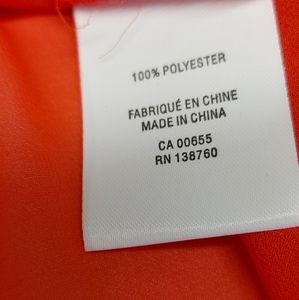 100% POLYESTER
FABRIQUÉ EN CHINE
MADE IN CHINA
CA 00655
RN 138760